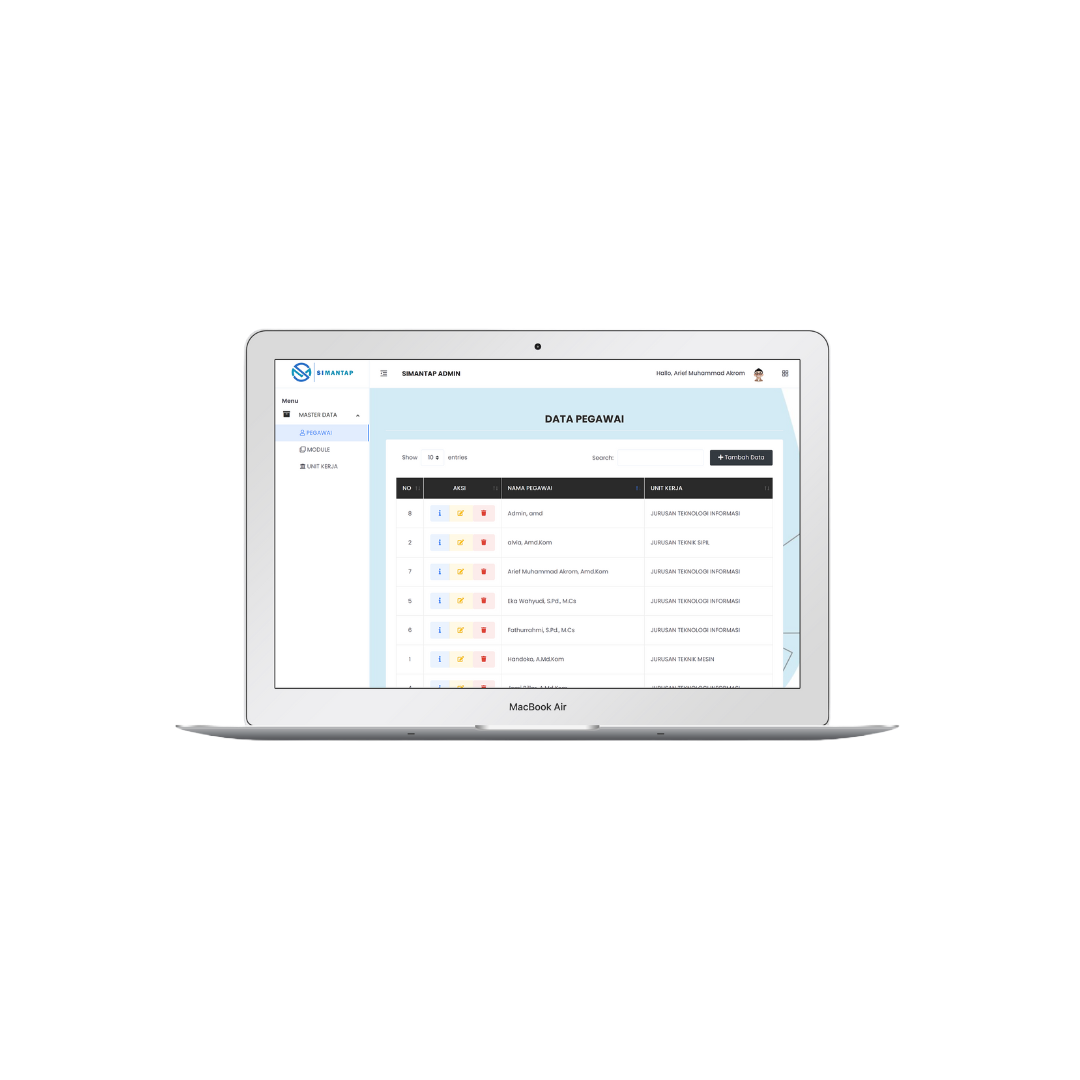 SIMANTAP
SIMANTAP ADMIN
Hallo, Arief Muhammad Akrom
Menu
MASTER DATA
PEGAWAI
MODULE
UNIT KERJA
DATA PEGAWAI
Show 10 entries
Search:
Tambah Data
NO AKSI NAMA PEGAWAI UNIT KERJA
8 Admin, amd JURUSAN TEKNOLOGI INFORMASI
2 alvia, Amd.Kom JURUSAN TEKNIK SIPIL
7 Arief Muhammad Akrom, Amd.Kom JURUSAN TEKNOLOGI INFORMASI
5 Eka Wahyudi, S.Pd., M.Cs JURUSAN TEKNOLOGI INFORMASI
6 Fathurrahmi, S.Pd., M.Cs JURUSAN TEKNOLOGI INFORMASI
1 Handoko, A.Md.Kom JURUSAN TEKNIK MESIN
JURUSAN TEKNOLOGI INFORMASI
MacBook Air